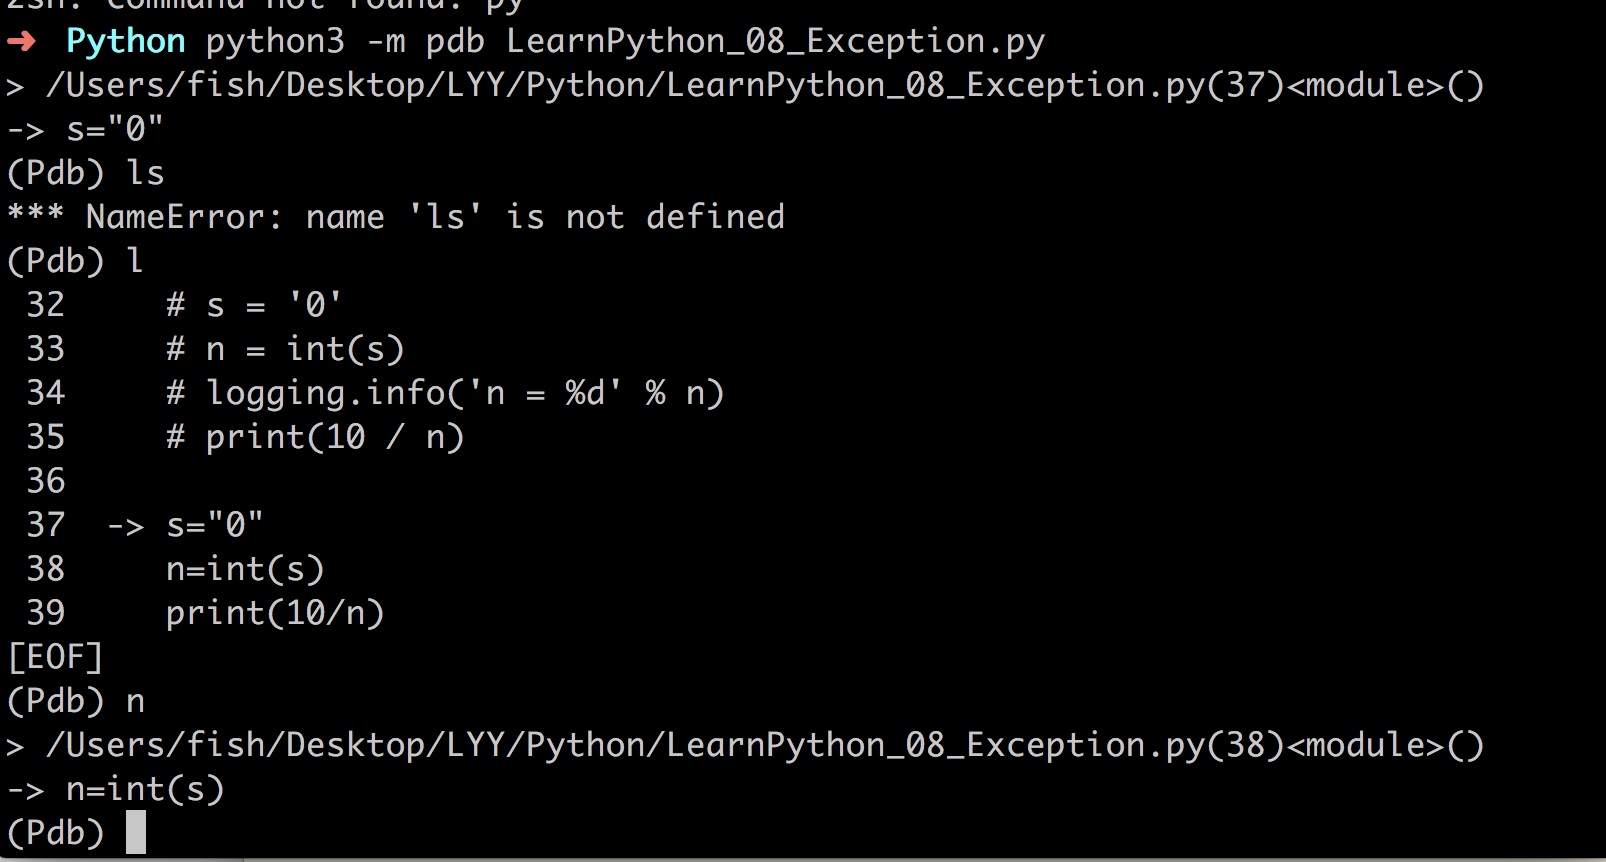 zsh: command not found: py
➜ Python python3 -m pdb LearnPython_08_Exception.py
> /Users/fish/Desktop/LYY/Python/LearnPython_08_Exception.py(37)<module>()
-> s="0"
(Pdb) ls
*** NameError: name 'ls' is not defined
(Pdb) l
32     # s = '0'
33     # n = int(s)
34     # logging.info('n = %d' % n)
35     # print(10 / n)
36
37  -> s="0"
38     n=int(s)
39     print(10/n)
[EOF]
(Pdb) n
> /Users/fish/Desktop/LYY/Python/LearnPython_08_Exception.py(38)<module>()
-> n=int(s)
(Pdb)